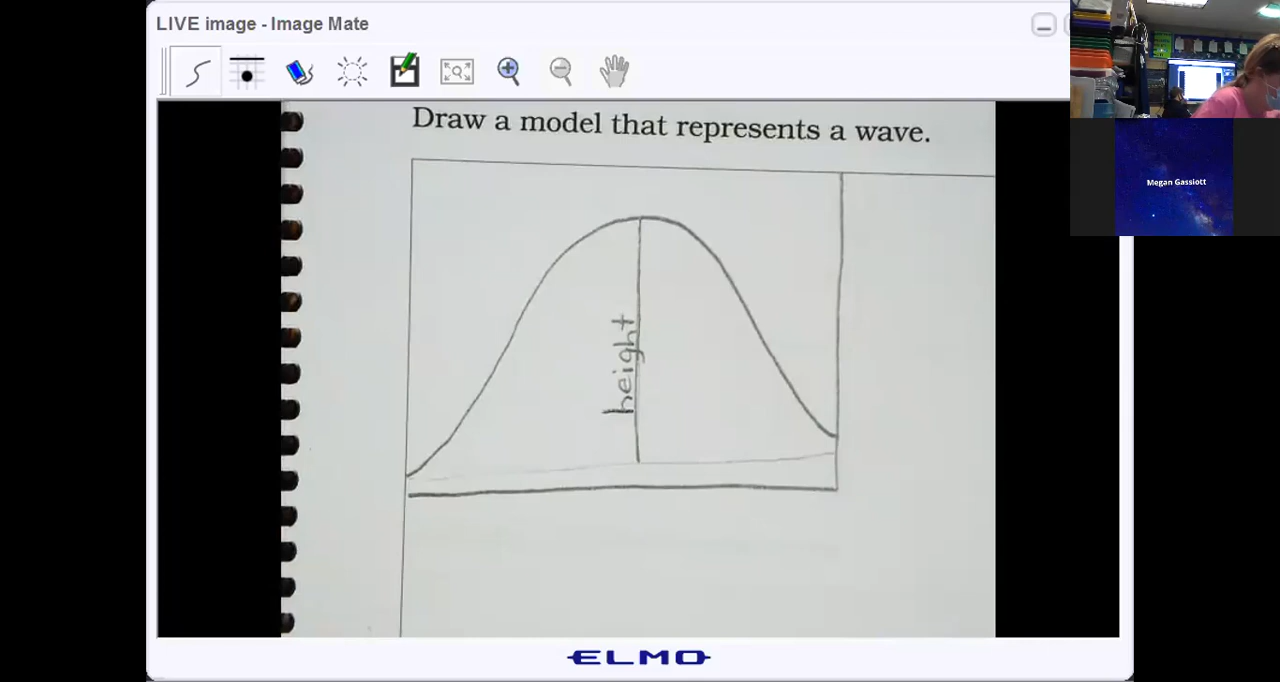 LIVE image - Image Mate
Draw a model that represents a wave.
height
Megan Gassiott
ELMO